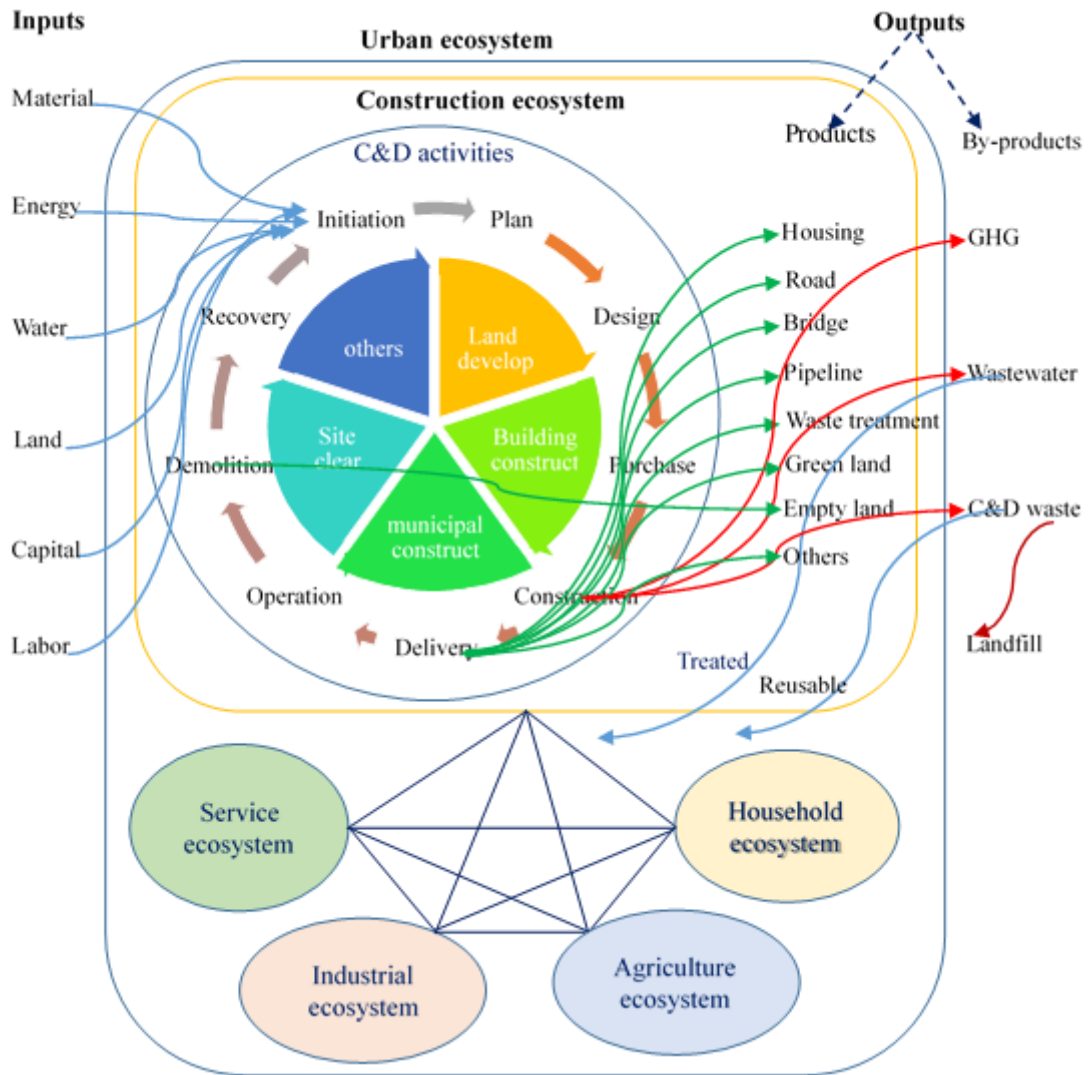 Inputs
Outputs
Urban ecosystem
Construction ecosystem
Material
Energy
Water
Land
Capital
Labor
Products
By-products
C&D activities
Initiation
Plan
Design
Purchase
Construction
Delivery
Operation
Demolition
Recovery
others
Land
develop
Building
construct
municipal
construct
Site
clear
Housing
Road
Bridge
Pipeline
Waste treatment
Green land
Empty land
Others
GHG
Wastewater
C&D waste
Landfill
Treated
Reusable
Service
ecosystem
Household
ecosystem
Industrial
ecosystem
Agriculture
ecosystem